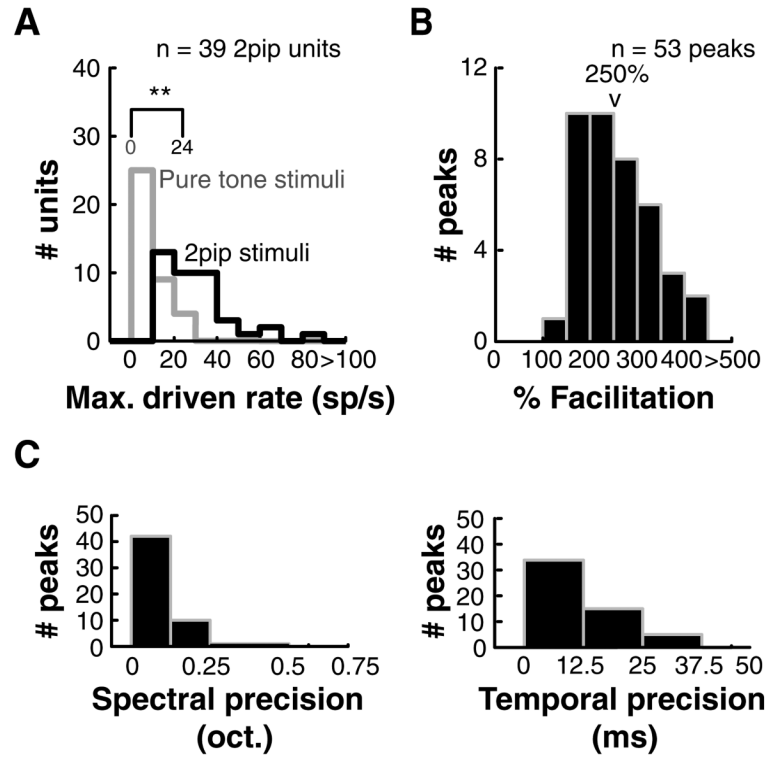 A
n = 39 2pip units
40
30
20
10
0
# units
**
0 24
Pure tone stimuli
2pip stimuli
0 20 40 60 80 >100
Max. driven rate (sp/s)
B
n = 53 peaks
250%
v
12
8
4
0
# peaks
0 100 200 300 400 >500
% Facilitation
C
50
40
30
20
10
0
# peaks
0 0.25 0.5 0.75
Spectral precision
(oct.)
50
40
30
20
10
0
# peaks
0 12.5 25 37.5 50
Temporal precision
(ms)